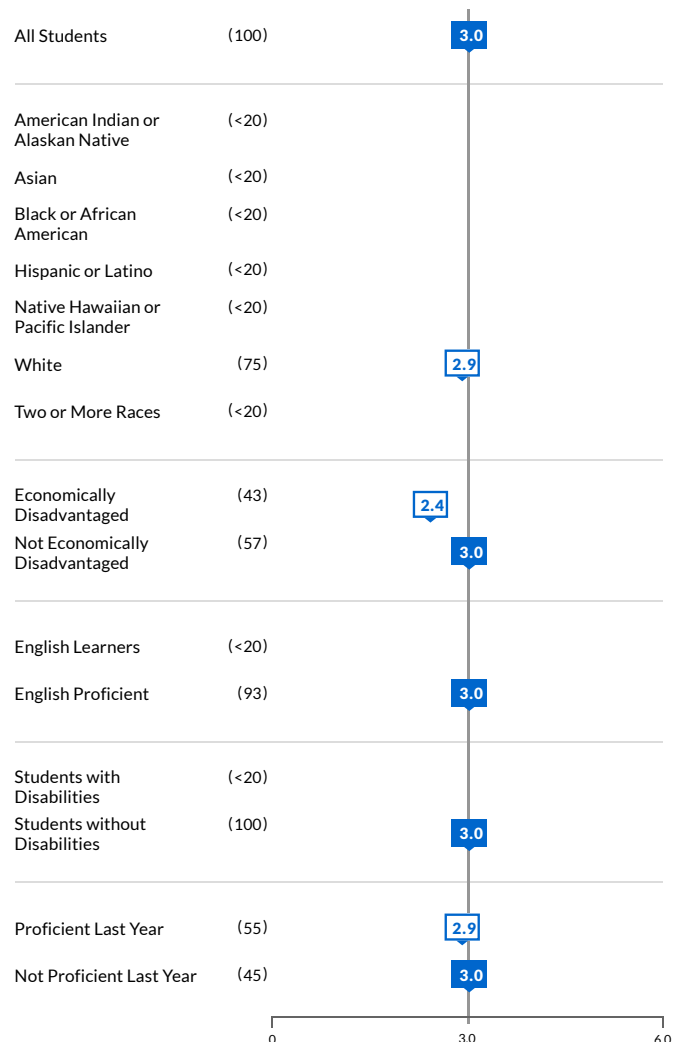 All Students (100) 3.0
American Indian or
Alaskan Native (<20)
Asian (<20)
Black or African
American (<20)
Hispanic or Latino (<20)
Native Hawaiian or
Pacific Islander (<20)
White (75) 2.9
Two or More Races (<20)
Economically
Disadvantaged (43) 2.4
Not Economically
Disadvantaged (57) 3.0
English Learners (<20)
English Proficient (93) 3.0
Students with
Disabilities (<20)
Students without
Disabilities (100) 3.0
Proficient Last Year (55) 2.9
Not Proficient Last Year (45) 3.0
0 3.0 6.0